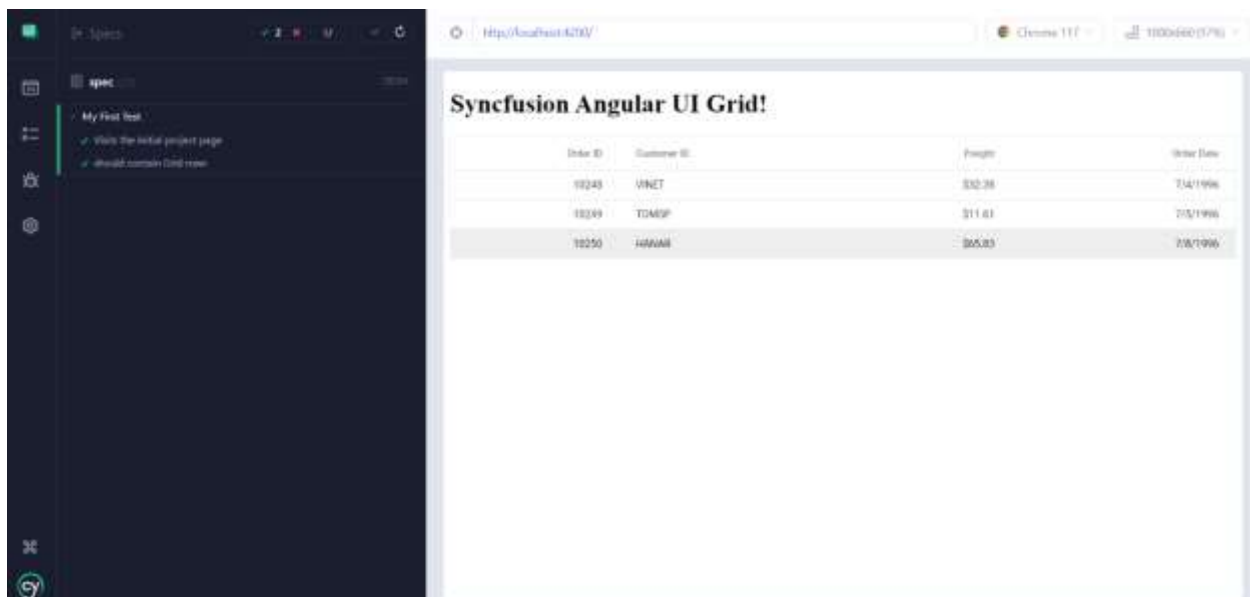 Specs
2
spec
My First Test
Visits the initial project page
should contain Grid rows
http://localhost:4200/
Chrome 117
Syncfusion Angular UI Grid!
Order ID Customer ID Freight Order Date
10248 VINET $32.38 7/4/1996
10249 TOMSP $11.61 7/5/1996
10250 HANAR $65.83 7/8/1996
cy